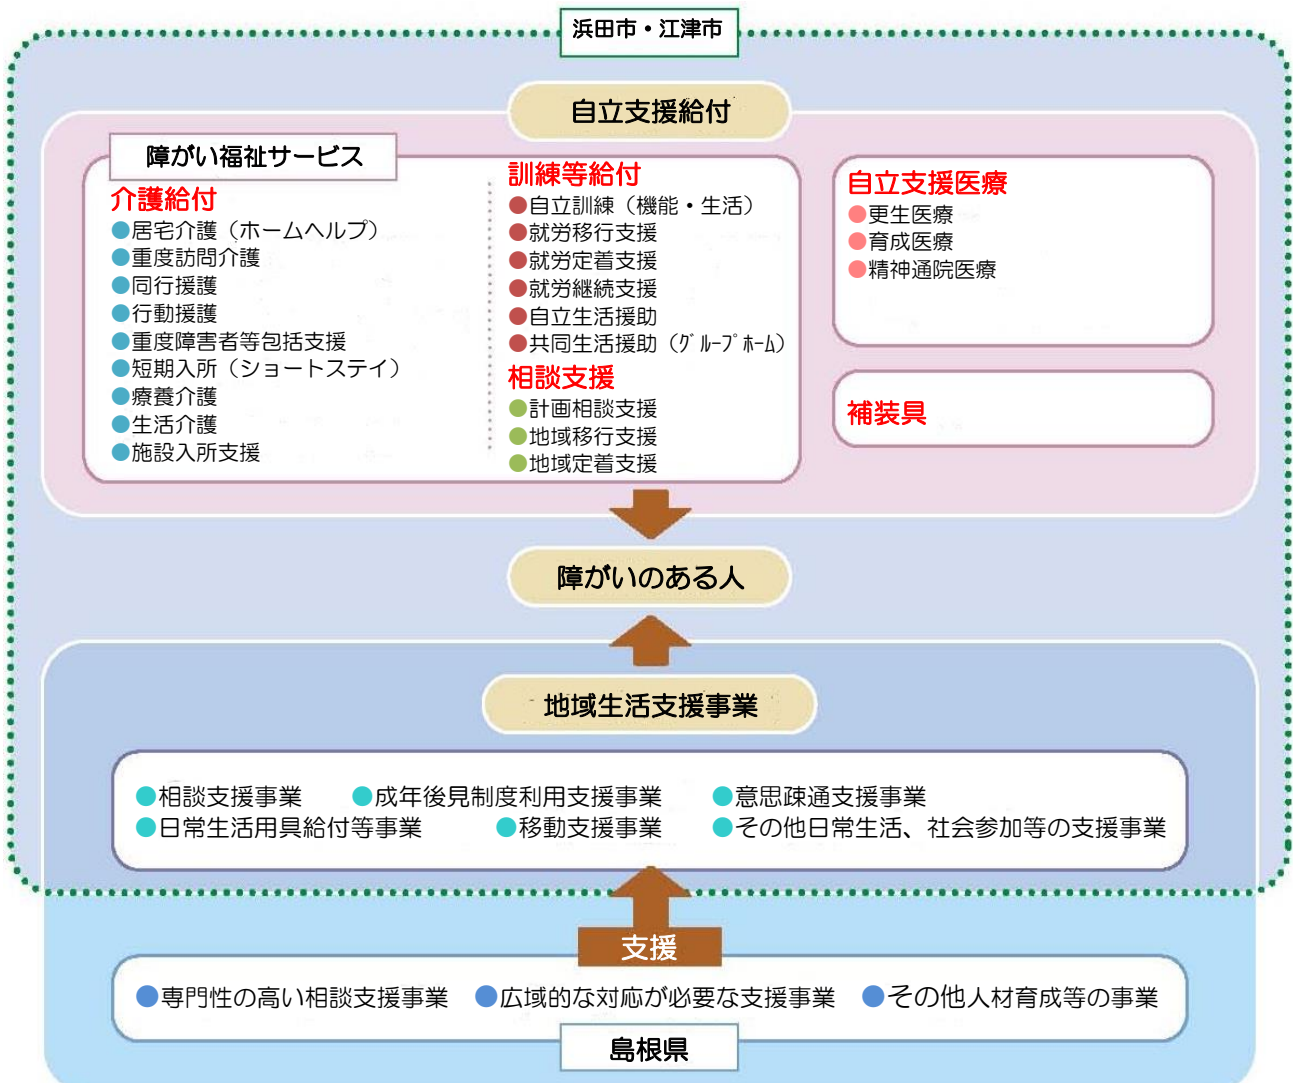 浜田市・江津市
自立支援給付
障がい福祉サービス
介護給付
●居宅介護（ホームヘルプ）
●重度訪問介護
●同行援護
●行動援護
●重度障害者等包括支援
●短期入所（ショートステイ）
●療養介護
●生活介護
●施設入所支援
訓練等給付
●自立訓練（機能・生活）
●就労移行支援
●就労定着支援
●就労継続支援
●自立生活援助
●共同生活援助（ｸﾞﾙｰﾌﾟﾎｰﾑ）
相談支援
●計画相談支援
●地域移行支援
●地域定着支援
自立支援医療
●更生医療
●育成医療
●精神通院医療
補装具
障がいのある人
地域生活支援事業
●相談支援事業 ●成年後見制度利用支援事業 ●意思疎通支援事業
●日常生活用具給付等事業 ●移動支援事業 ●その他日常生活、社会参加等の支援事業
支援
●専門性の高い相談支援事業 ●広域的な対応が必要な支援事業 ●その他人材育成等の事業
島根県